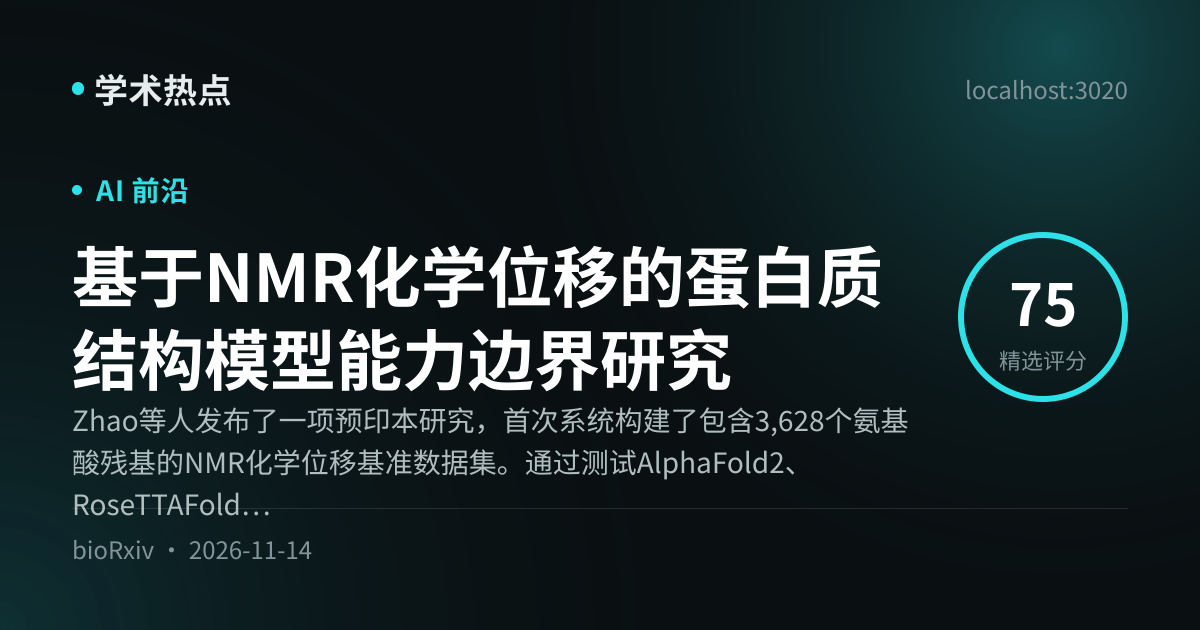 学术热点
localhost:3020
AI 前沿
基于NMR化学位移的蛋白质
结构模型能力边界研究
75
精选评分
Zhao等人发布了一项预印本研究，首次系统构建了包含3,628个氨基
酸残基的NMR化学位移基准数据集。通过测试AlphaFold2、
RoseTTAFold…
bioRxiv • 2026-11-14